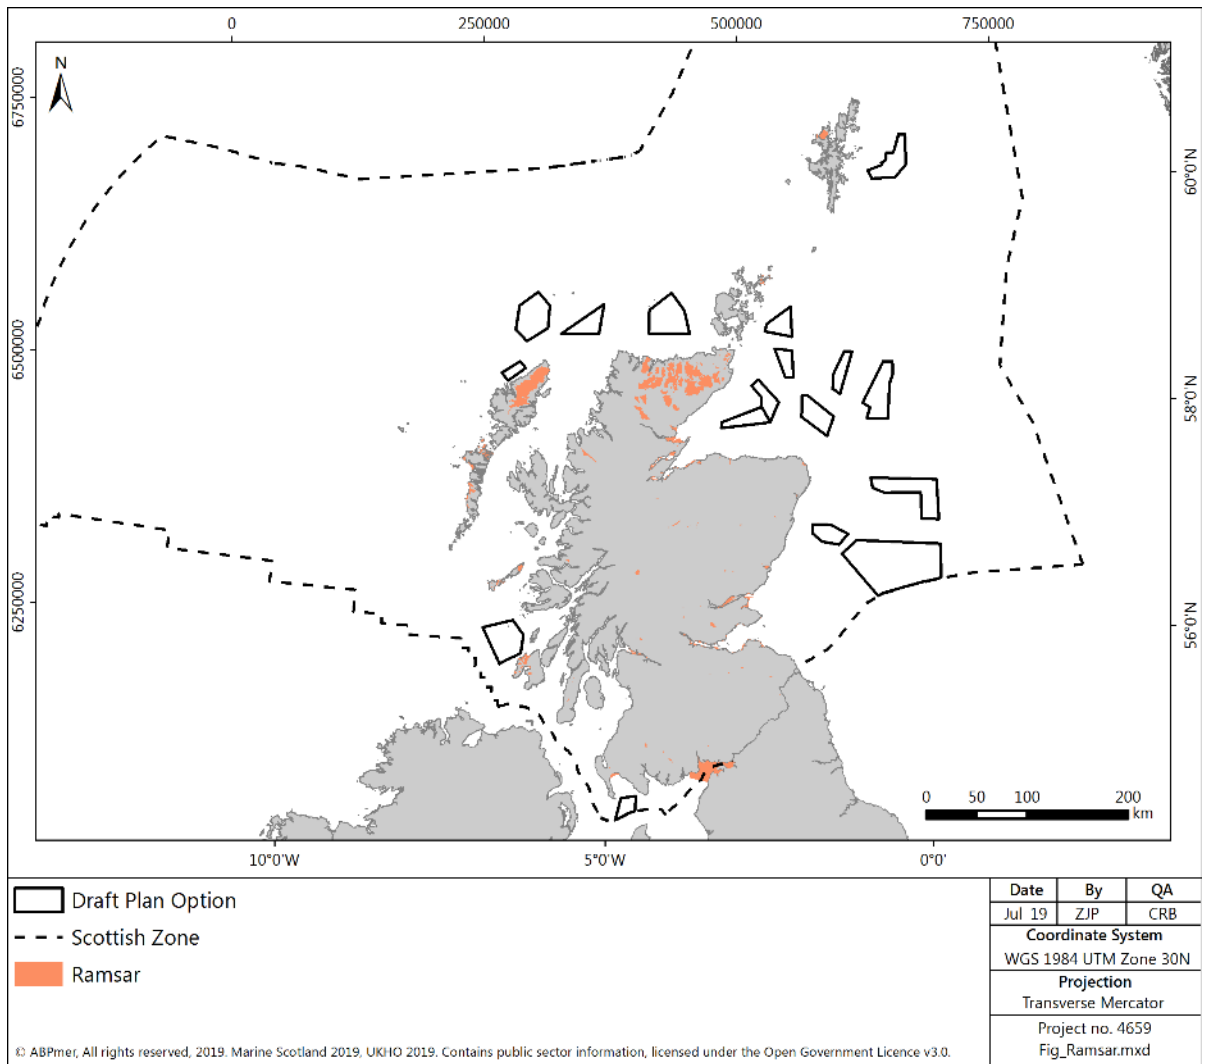 0 250000 500000 750000
N
6750000
6500000
6250000
60°0'N
58°0'N
56°0'N
0 50 100 200
km
10°0'W 5°0'W 0°0'
Draft Plan Option
Scottish Zone
Ramsar
Date By QA
Jul 19 ZJP CRB
Coordinate System
WGS 1984 UTM Zone 30N
Projection
Transverse Mercator
Project no. 4659
Fig_Ramsar.mxd
© ABPmer, All rights reserved, 2019. Marine Scotland 2019, UKHO 2019. Contains public sector information, licensed under the Open Government Licence v3.0.